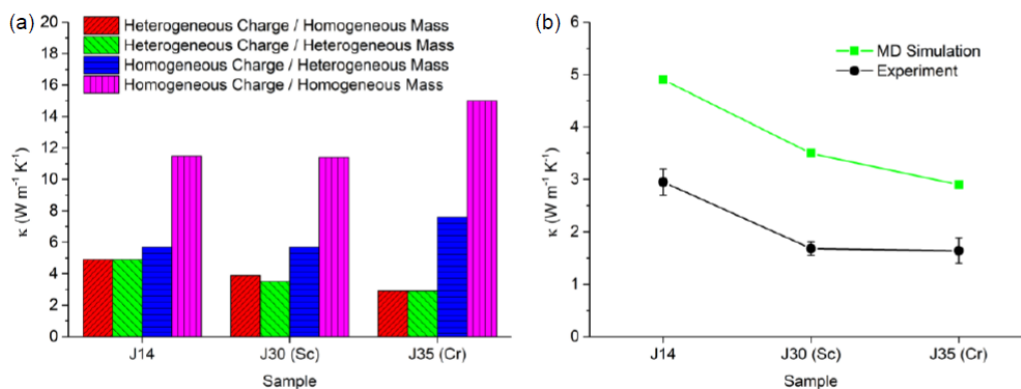 (a)
20
18
16
14
12
10
8
6
4
2
0
κ (W m⁻¹ K⁻¹)
Heterogeneous Charge / Homogeneous Mass
Heterogeneous Charge / Heterogeneous Mass
Homogeneous Charge / Heterogeneous Mass
Homogeneous Charge / Homogeneous Mass
J14
J30 (Sc)
J35 (Cr)
Sample
(b)
6
5
4
3
2
1
0
κ (W m⁻¹ K⁻¹)
MD Simulation
Experiment
J14
J30 (Sc)
J35 (Cr)
Sample